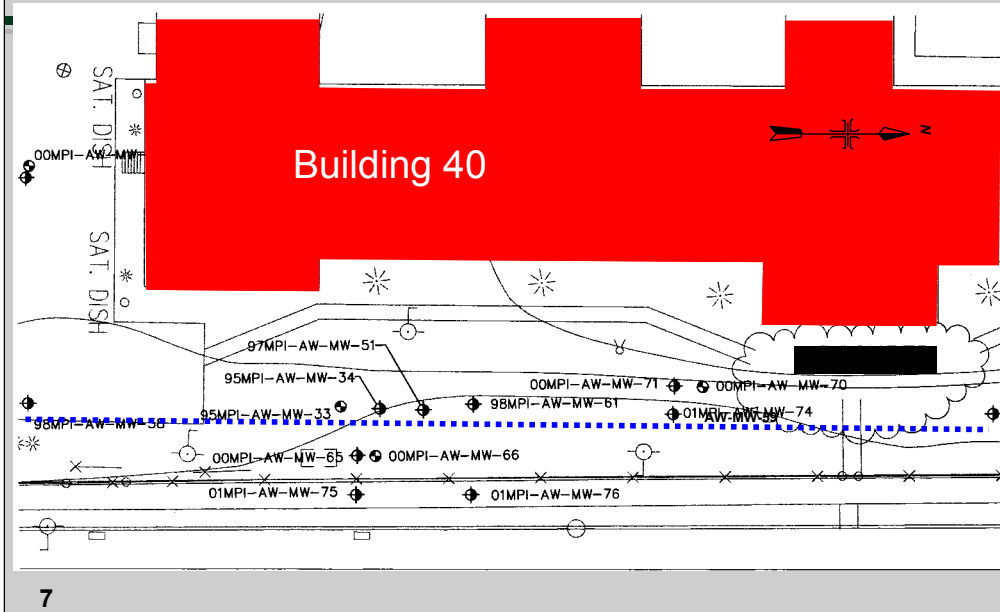 SAT. DISH
N
00MPI-AW-MW-
Building 40
SAT. DISH
97MPI-AW-MW-51
95MPI-AW-MW-34
00MPI-AW-MW-71
00MPI-AW-MW-70
95MPI-AW-MW-33
98MPI-AW-MW-61
01MPI-AW-MW-74
98MPI-AW-MW-58
00MPI-AW-MW-65
00MPI-AW-MW-66
01MPI-AW-MW-75
01MPI-AW-MW-76
7